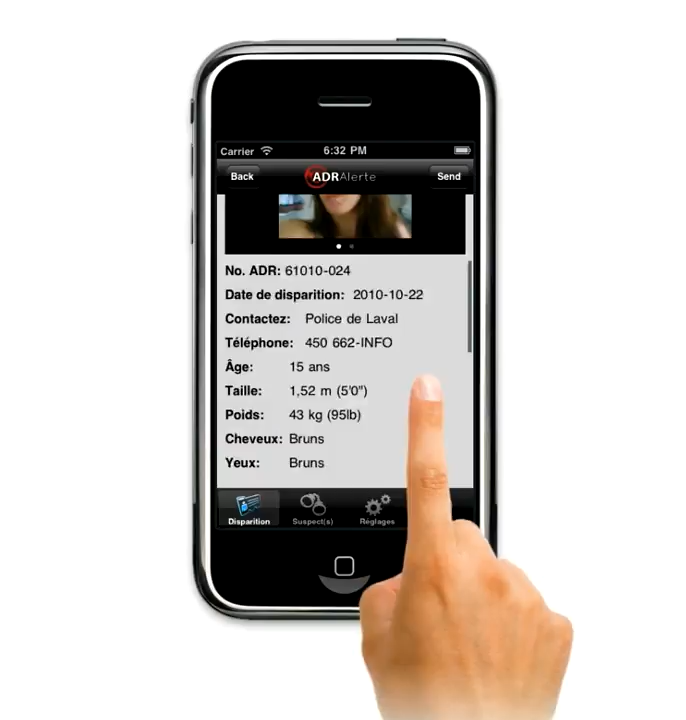 Carrier 6:32 PM
Back ADRAlerte Send
No. ADR: 61010-024
Date de disparition: 2010-10-22
Contactez: Police de Laval
Téléphone: 450 662-INFO
Âge: 15 ans
Taille: 1,52 m (5'0")
Poids: 43 kg (95lb)
Cheveux: Bruns
Yeux: Bruns
Disparition Suspect(s) Réglages